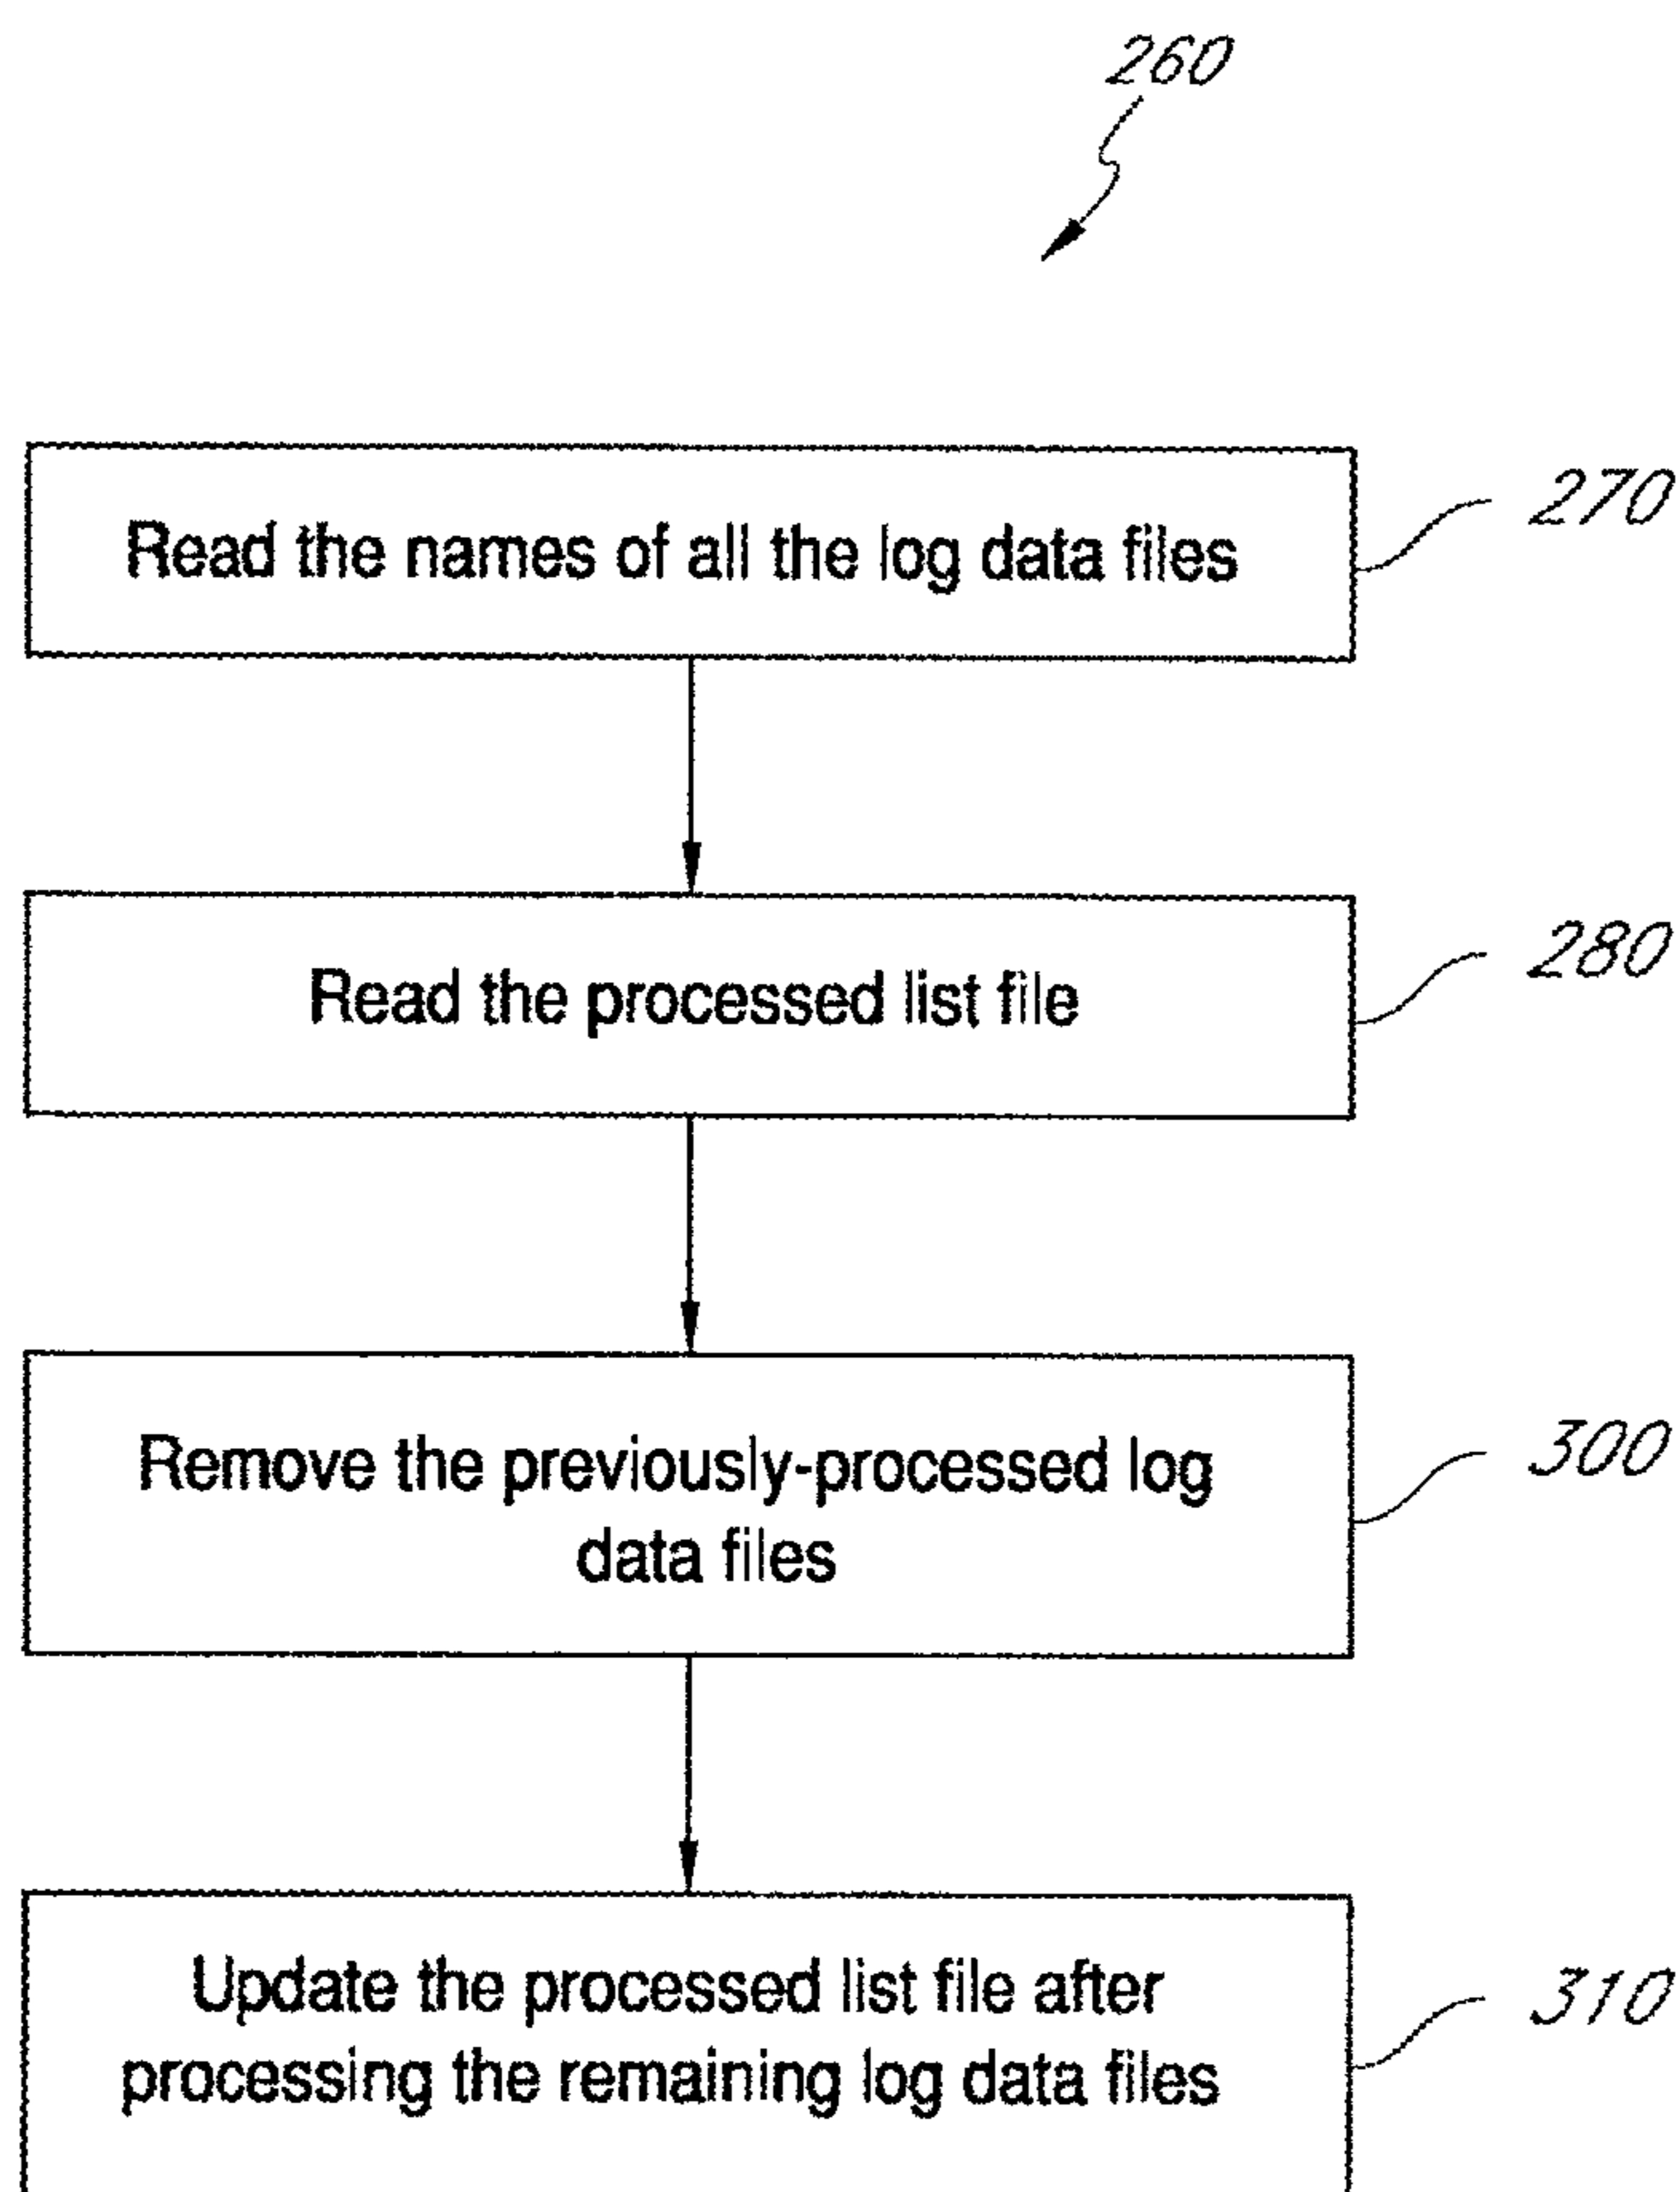 260
Read the names of all the log data files
270
Read the processed list file
280
Remove the previously-processed log
data files
300
Update the processed list file after
processing the remaining log data files
310